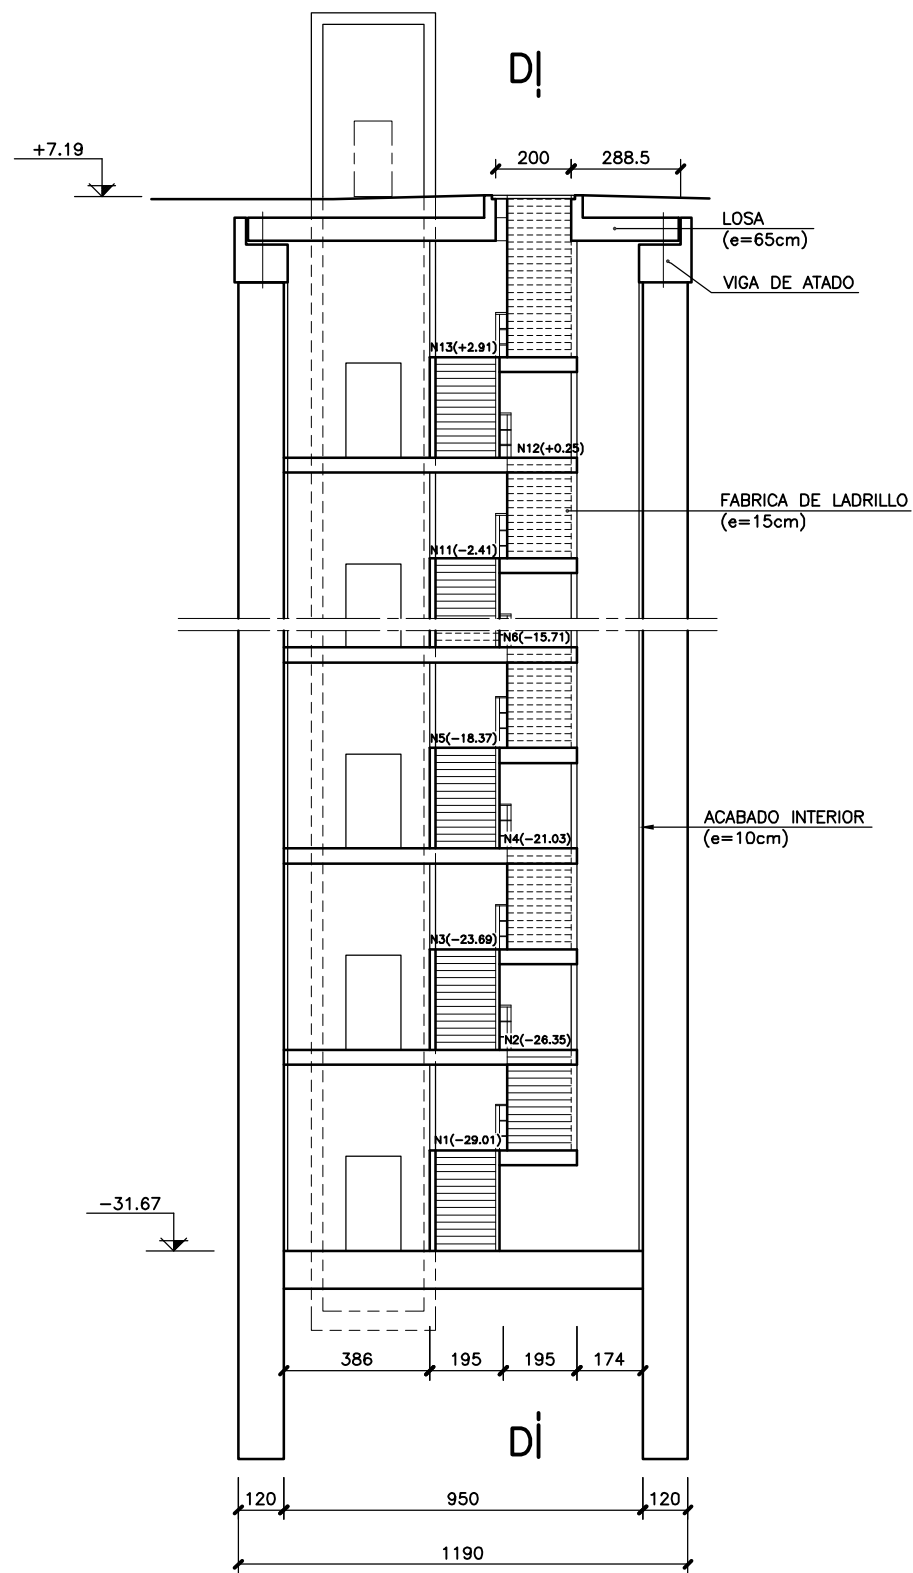 D
+7.19
200
288.5
LOSA
(e=65cm)
VIGA DE ATADO
N13(+2.91)
N12(+0.25)
FABRICA DE LADRILLO
(e=15cm)
N11(-2.41)
N6(-15.71)
N5(-18.37)
ACABADO INTERIOR
(e=10cm)
N4(-21.03)
N3(-23.69)
N2(-26.35)
N1(-29.01)
-31.67
386
195
195
174
D
120
950
120
1190